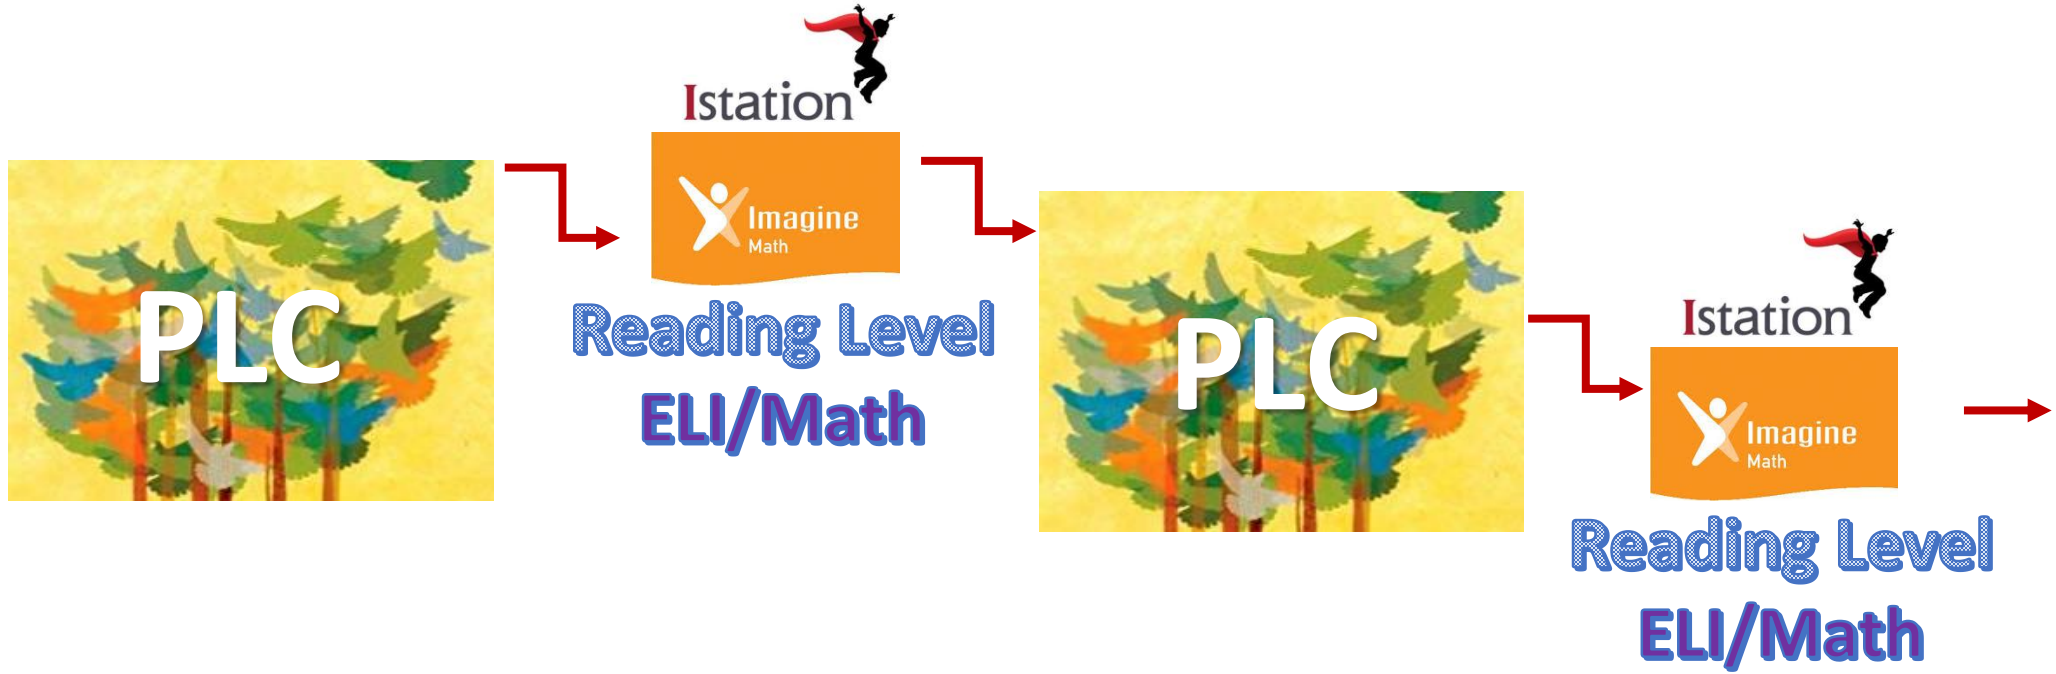 PLC
Istation
Imagine
Math
Reading Level
ELI/Math
PLC
Istation
Imagine
Math
Reading Level
ELI/Math